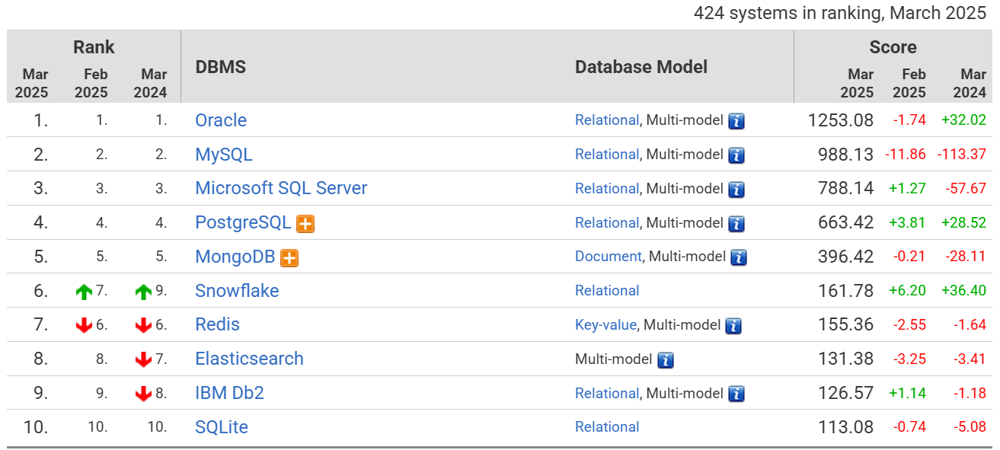 424 systems in ranking, March 2025
Rank DBMS Database Model Score
Mar 2025 Feb 2025 Mar 2024 Mar 2025 Feb 2025 Mar 2024
1. 1. 1. Oracle Relational, Multi-model 1253.08 -1.74 +32.02
2. 2. 2. MySQL Relational, Multi-model 988.13 -11.86 -113.37
3. 3. 3. Microsoft SQL Server Relational, Multi-model 788.14 +1.27 -57.67
4. 4. 4. PostgreSQL Relational, Multi-model 663.42 +3.81 +28.52
5. 5. 5. MongoDB Document, Multi-model 396.42 -0.21 -28.11
6. 7. 9. Snowflake Relational 161.78 +6.20 +36.40
7. 6. 6. Redis Key-value, Multi-model 155.36 -2.55 -1.64
8. 8. 7. Elasticsearch Multi-model 131.38 -3.25 -3.41
9. 9. 8. IBM Db2 Relational, Multi-model 126.57 +1.14 -1.18
10. 10. 10. SQLite Relational 113.08 -0.74 -5.08